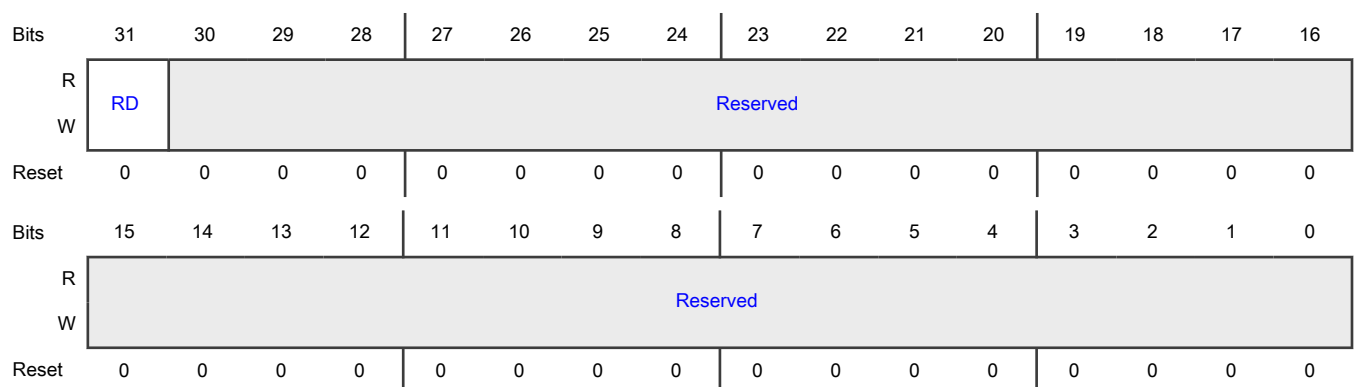 Bits 31 30 29 28 27 26 25 24 23 22 21 20 19 18 17 16
R
RD Reserved
W
Reset 0 0 0 0 0 0 0 0 0 0 0 0 0 0 0 0
Bits 15 14 13 12 11 10 9 8 7 6 5 4 3 2 1 0
R
Reserved
W
Reset 0 0 0 0 0 0 0 0 0 0 0 0 0 0 0 0